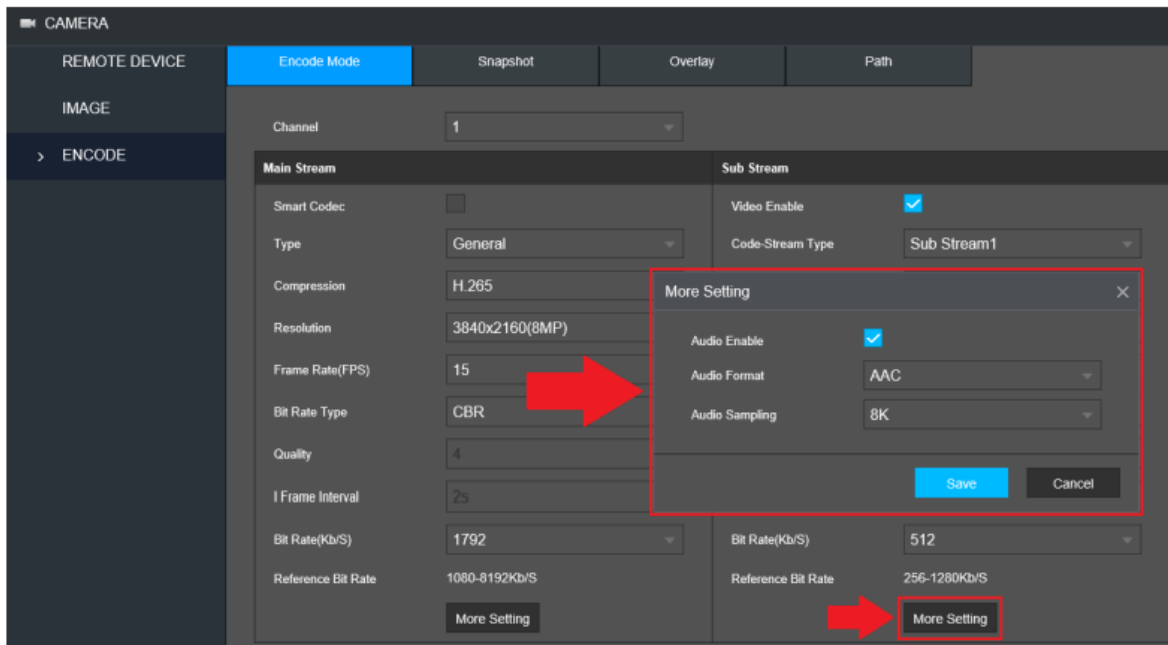 CAMERA
REMOTE DEVICE
IMAGE
> ENCODE
Encode Mode Snapshot Overlay Path
Channel 1
Main Stream Sub Stream
Smart Codec Video Enable
Type General Code-Stream Type Sub Stream1
Compression H.265
Resolution 3840x2160(8MP)
Frame Rate(FPS) 15
Bit Rate Type CBR
Quality 4
I Frame Interval 2s
Bit Rate(Kb/S) 1792 Bit Rate(Kb/S) 512
Reference Bit Rate 1080-8192Kb/S Reference Bit Rate 256-1280Kb/S
More Setting More Setting
More Setting
Audio Enable
Audio Format AAC
Audio Sampling 8K
Save Cancel